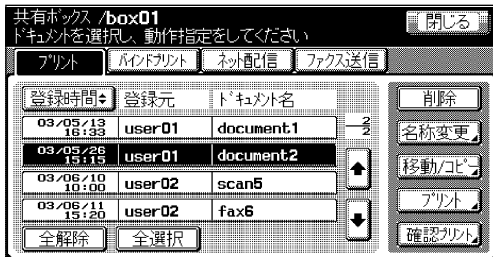 共有ボックス /box01
閉じる
ドキュメントを選択し、動作指定をしてください
プリント バインドプリント ネット配信 ファクス送信
登録時間 登録元 ドキュメント名
削除
03/05/13 16:33 user01 document1
2/2
名称変更
03/05/26 15:15 user01 document2
移動/コピー
03/06/10 10:00 user02 scan5
プリント
03/06/11 15:20 user02 fax6
全解除 全選択
確認プリント